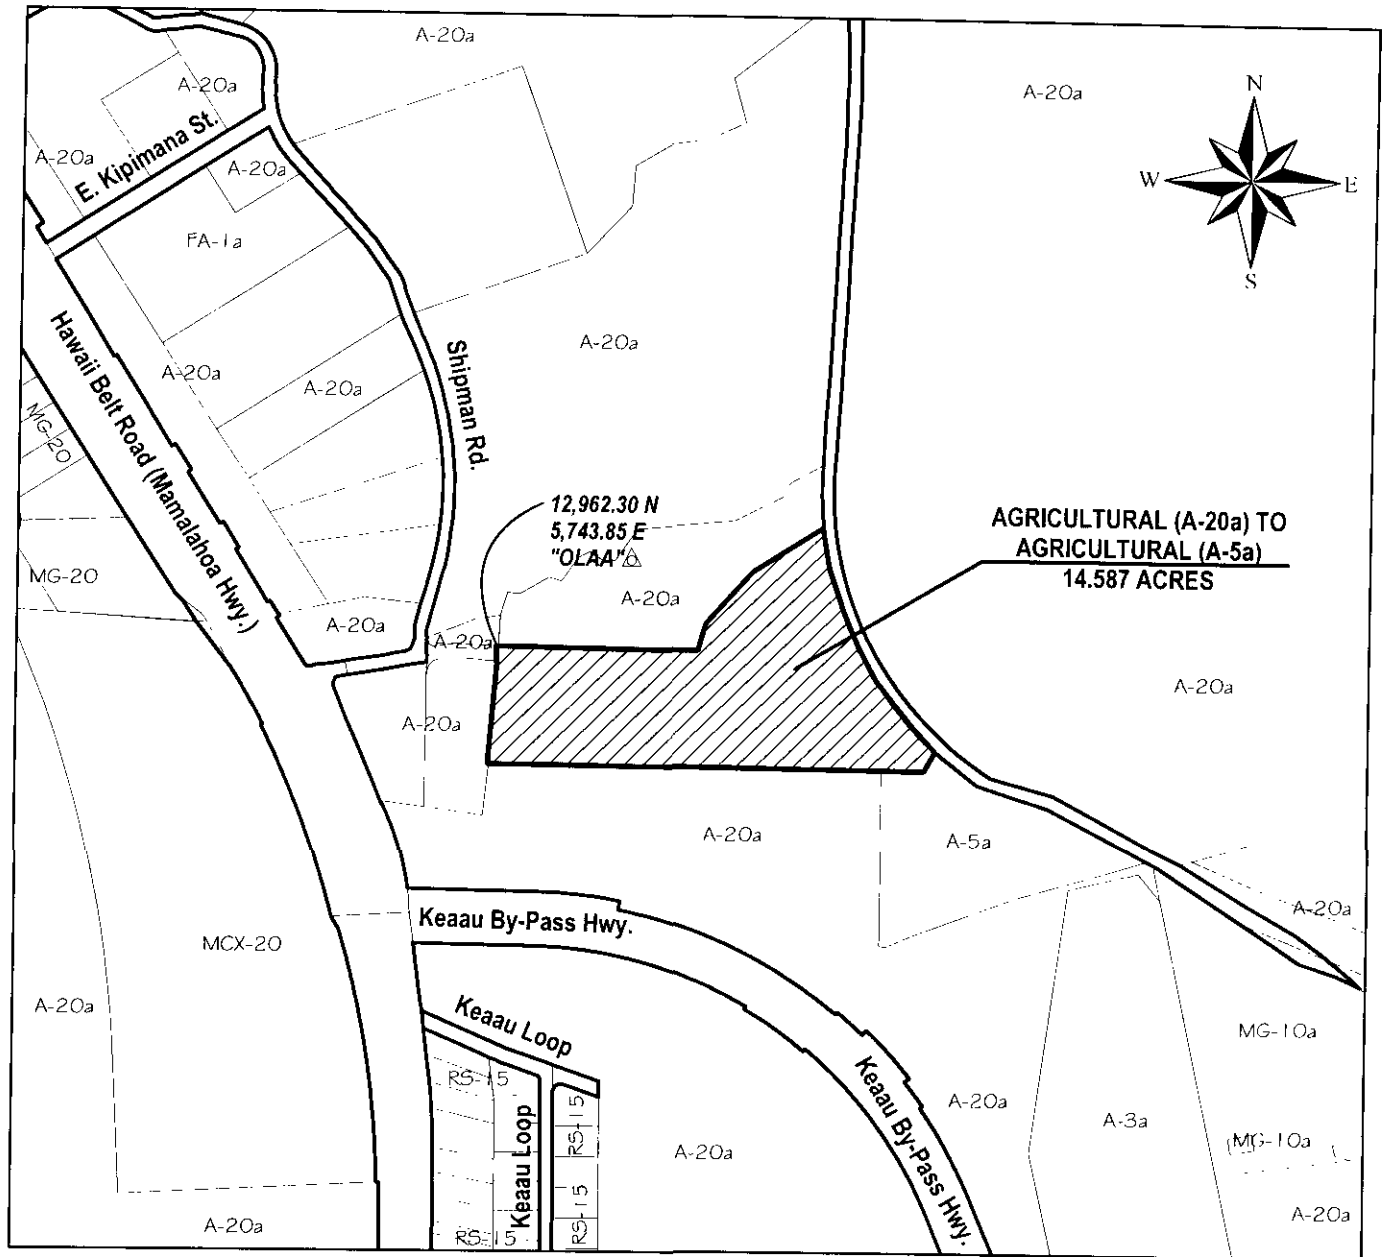 A-20a
A-20a
A-20a
N
W
E
S
A-20a
E. Kipimana St.
A-20a
FA-1a
Hawaii Belt Road (Mamalahoa Hwy.)
Shipman Rd.
A-20a
A-20a
A-20a
MG-20
12,962.30 N
5,743.85 E
"OLAA"
AGRICULTURAL (A-20a) TO
AGRICULTURAL (A-5a)
14.587 ACRES
MG-20
A-20a
A-20a
A-20a
A-20a
A-20a
A-20a
A-5a
A-20a
Keaau By-Pass Hwy.
MCX-20
A-20a
A-20a
Keaau Loop
MG-10a
Keaau By-Pass Hwy.
RS-15
A-20a
A-3a
RS-15
MG-10a
Keaau Loop
A-20a
RS-15
A-20a
RS-15
A-20a